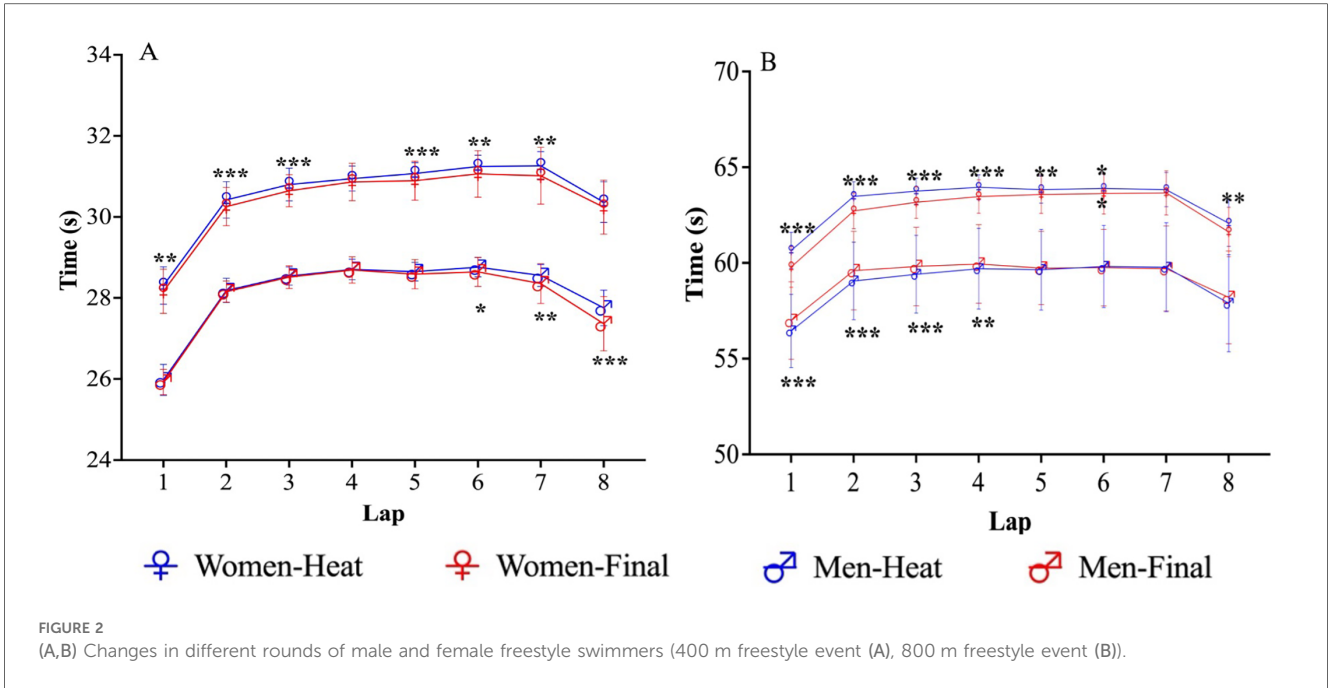 A
34
32
30
28
26
24
Time (s)
** *** *** *** ** **
* ** ***
1 2 3 4 5 6 7 8
Lap
B
70
65
60
55
50
Time (s)
*** *** *** *** ** * **
*
*** *** *** **
1 2 3 4 5 6 7 8
Lap
Women-Heat Women-Final Men-Heat Men-Final
FIGURE 2
(A,B) Changes in different rounds of male and female freestyle swimmers (400 m freestyle event (A), 800 m freestyle event (B)).